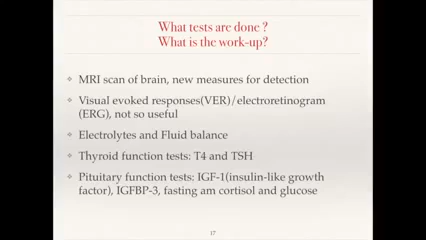 What tests are done ?
What is the work-up?
MRI scan of brain, new measures for detection
Visual evoked responses(VER)/electroretinogram
(ERG), not so useful
Electrolytes and Fluid balance
Thyroid function tests: T4 and TSH
Pituitary function tests: IGF-1(insulin-like growth
factor), IGFBP-3, fasting am cortisol and glucose
17